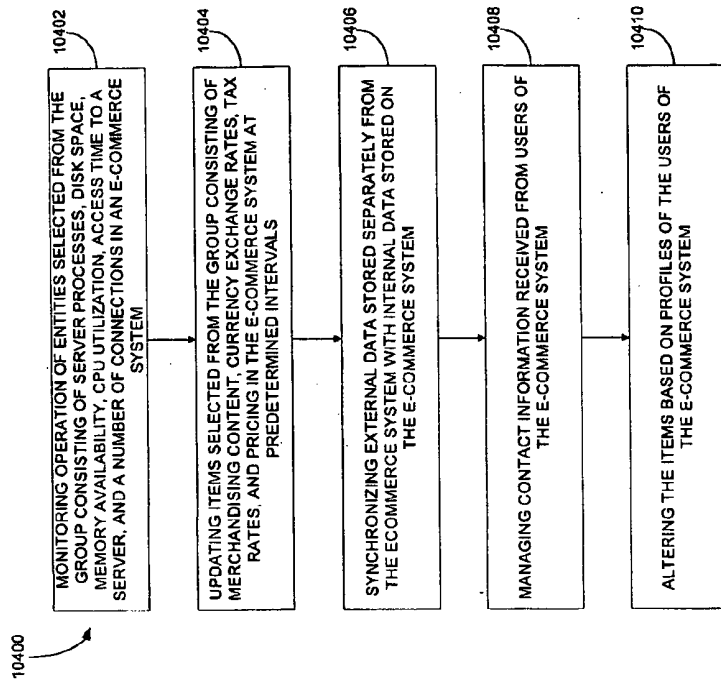 10400
MONITORING OPERATION OF ENTITIES SELECTED FROM THE
GROUP CONSISTING OF SERVER PROCESSES, DISK SPACE,
MEMORY AVAILABILITY, CPU UTILIZATION, ACCESS TIME TO A
SERVER, AND A NUMBER OF CONNECTIONS IN AN E-COMMERCE
SYSTEM
10402
UPDATING ITEMS SELECTED FROM THE GROUP CONSISTING OF
MERCHANDISING CONTENT, CURRENCY EXCHANGE RATES, TAX
RATES, AND PRICING IN THE E-COMMERCE SYSTEM AT
PREDETERMINED INTERVALS
10404
SYNCHRONIZING EXTERNAL DATA STORED SEPARATELY FROM
THE ECOMMERCE SYSTEM WITH INTERNAL DATA STORED ON
THE E-COMMERCE SYSTEM
10406
MANAGING CONTACT INFORMATION RECEIVED FROM USERS OF
THE E-COMMERCE SYSTEM
10408
ALTERING THE ITEMS BASED ON PROFILES OF THE USERS OF
THE E-COMMERCE SYSTEM
10410